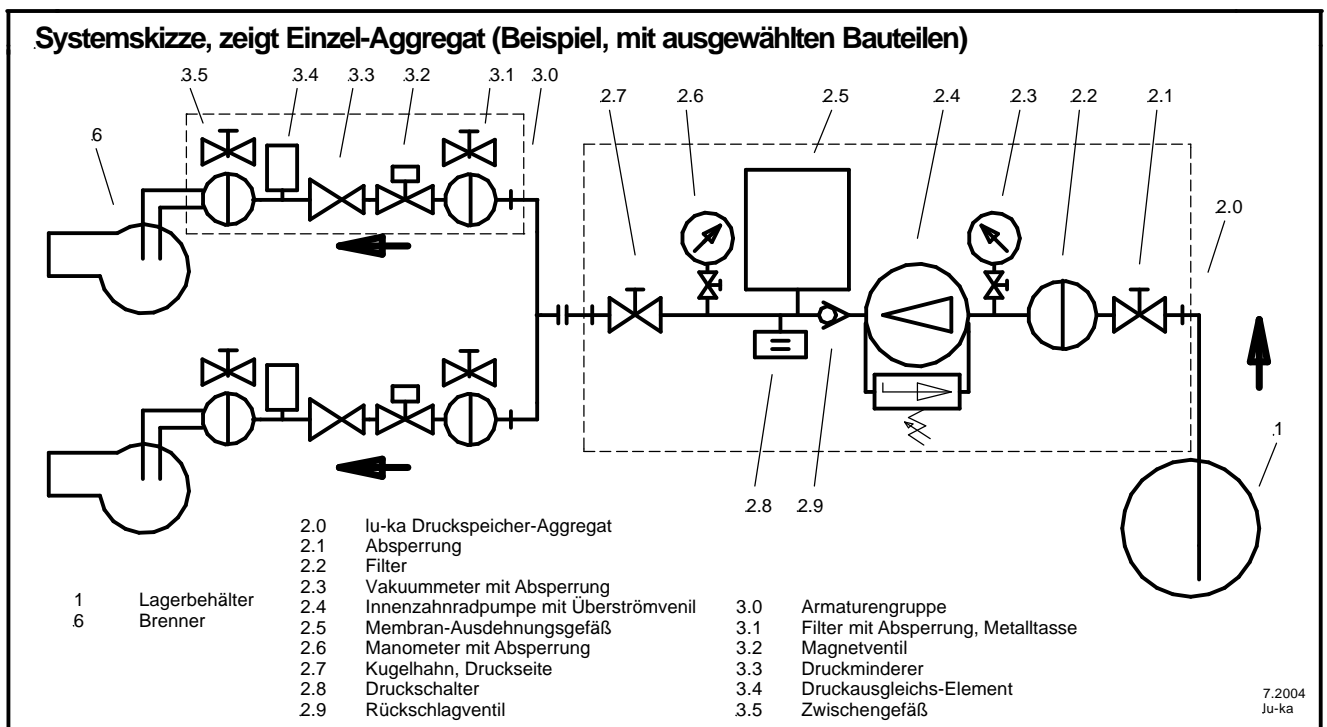 Systemskizze, zeigt Einzel-Aggregat (Beispiel, mit ausgewählten Bauteilen)
3.5 3.4 3.3 3.2 3.1 3.0
2.7 2.6 2.5 2.4 2.3 2.2 2.1
6
2.0
1
2.8 2.9
2.0 Iu-ka Druckspeicher-Aggregat
2.1 Absperrung
2.2 Filter
2.3 Vakuummeter mit Absperrung
2.4 Innenzahnradpumpe mit Überströmvenil
2.5 Membran-Ausdehnungsgefäß
2.6 Manometer mit Absperrung
2.7 Kugelhahn, Druckseite
2.8 Druckschalter
2.9 Rückschlagventil
1 Lagerbehälter
6 Brenner
3.0 Armaturengruppe
3.1 Filter mit Absperrung, Metalltasse
3.2 Magnetventil
3.3 Druckminderer
3.4 Druckausgleichs-Element
3.5 Zwischengefäß
7.2004
Iu-ka